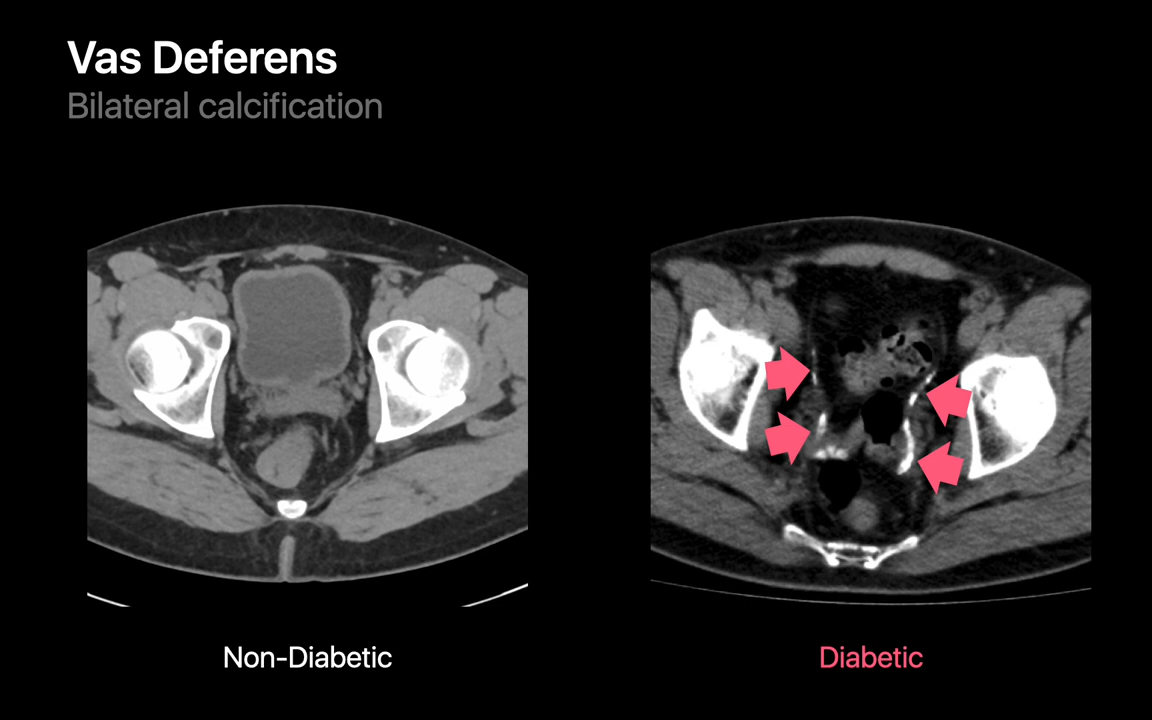 Vas Deferens
Bilateral calcification
Non-Diabetic
Diabetic